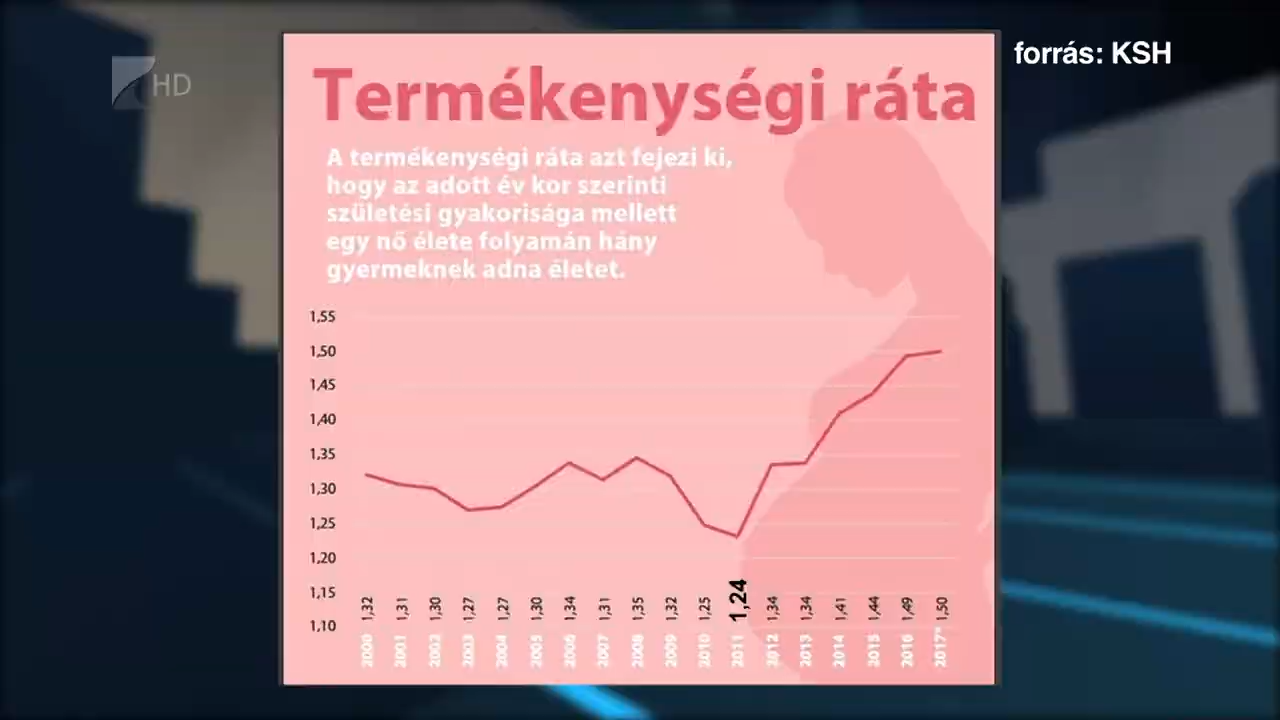 forrás: KSH
HD
Termékenységi ráta
A termékenységi ráta azt fejezi ki,
hogy az adott év kor szerinti
születési gyakorisága mellett
egy nő élete folyamán hány
gyermeknek adna életet.
1,55
1,50
1,45
1,40
1,35
1,30
1,25
1,20
1,15
1,10
1,32 1,31 1,30 1,27 1,27 1,30 1,34 1,31 1,35 1,32 1,25 1,24 1,34 1,34 1,41 1,44 1,49 1,50
2000 2001 2002 2003 2004 2005 2006 2007 2008 2009 2010 2011 2012 2013 2014 2015 2016 2017*